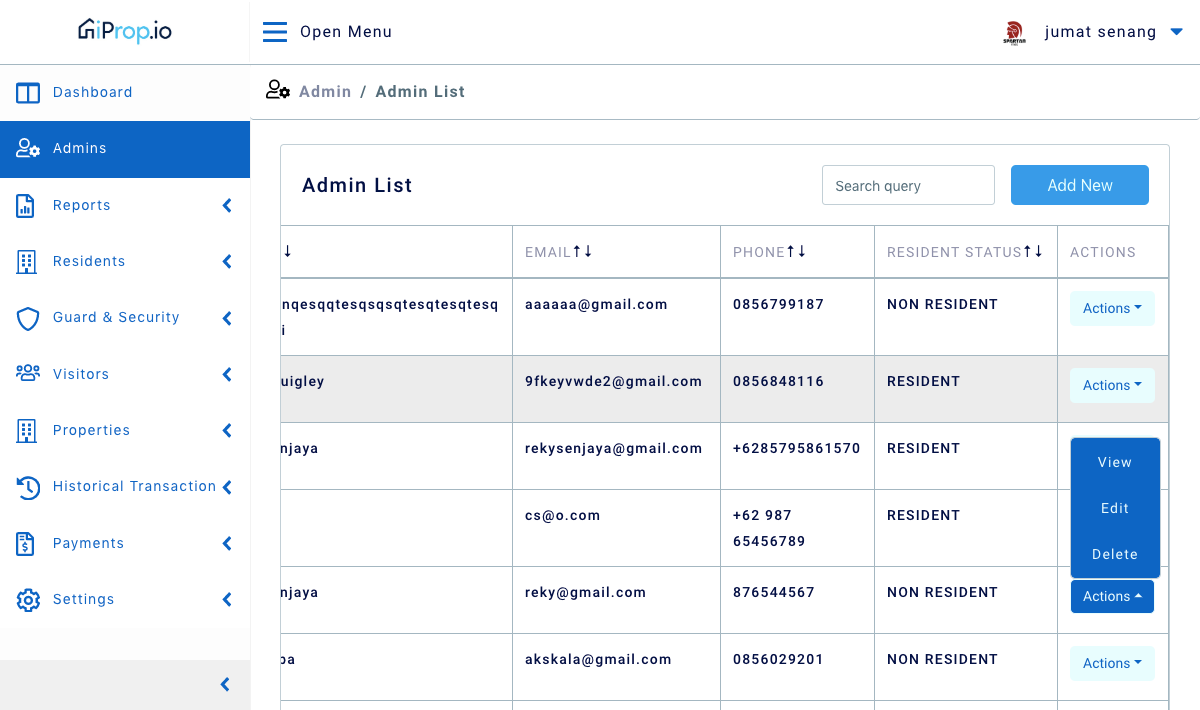 iProp.io
Open Menu
jumat senang
Admin / Admin List
Dashboard
Admins
Reports
Residents
Guard & Security
Visitors
Properties
Historical Transaction
Payments
Settings
Admin List
Search query
Add New
EMAIL
PHONE
RESIDENT STATUS
ACTIONS
nqesqqtesqsqsqtesqtesqtesq
i
aaaaaa@gmail.com
0856799187
NON RESIDENT
Actions
uigley
9fkeyvwde2@gmail.com
0856848116
RESIDENT
Actions
njaya
rekysenjaya@gmail.com
+6285795861570
RESIDENT
View
Edit
Delete
cs@o.com
+62 987
65456789
RESIDENT
njaya
reky@gmail.com
876544567
NON RESIDENT
Actions
pa
akskala@gmail.com
0856029201
NON RESIDENT
Actions